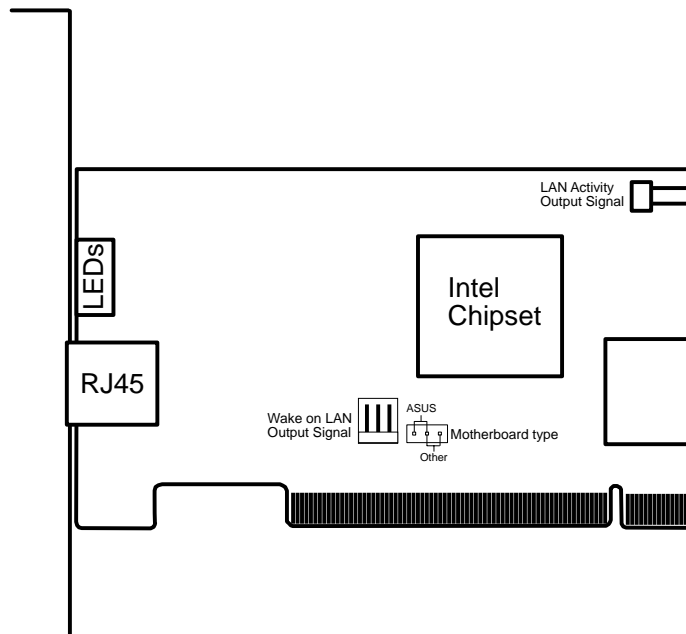 LAN Activity
Output Signal
LEDs
Intel
Chipset
RJ45
Wake on LAN
Output Signal
ASUS
Motherboard type
Other